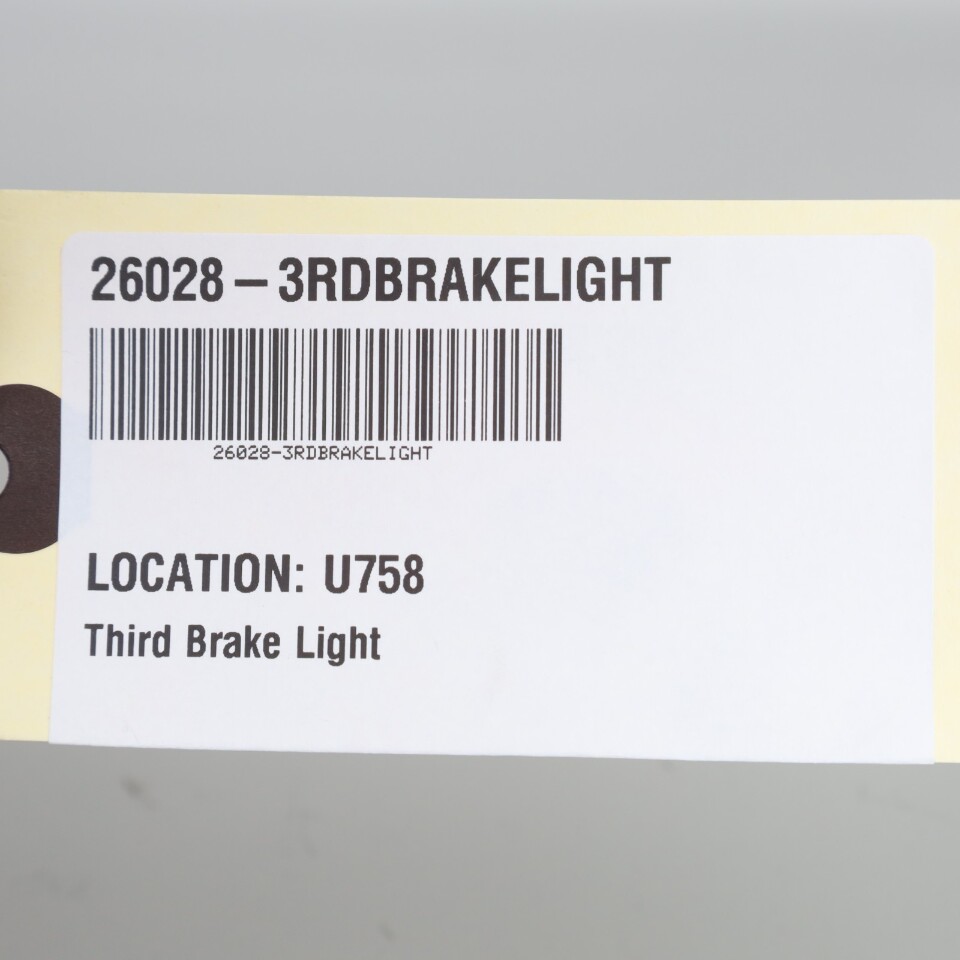 26028 – 3RDBRAKELIGHT
26028-3RDBRAKELIGHT
LOCATION: U758
Third Brake Light